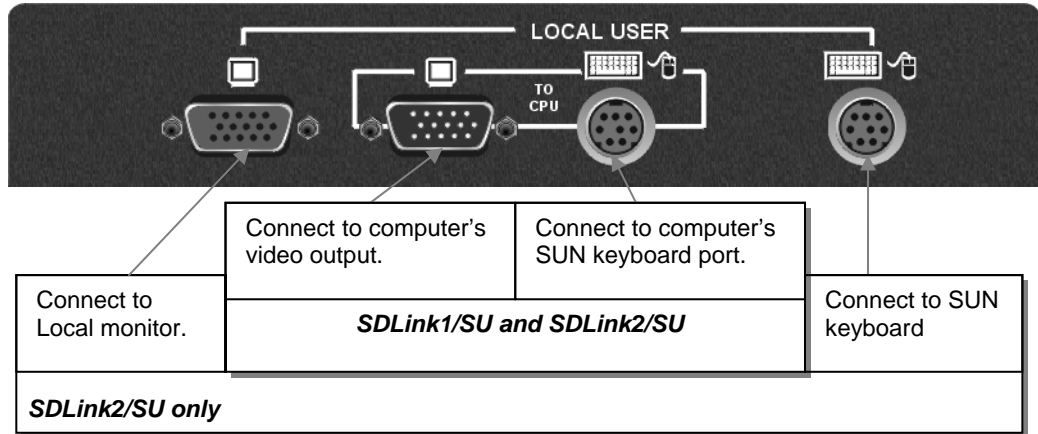 LOCAL USER
TO
CPU
Connect to computer’s
video output.
Connect to computer’s
SUN keyboard port.
Connect to
Local monitor.
SDLink1/SU and SDLink2/SU
Connect to SUN
keyboard
SDLink2/SU only